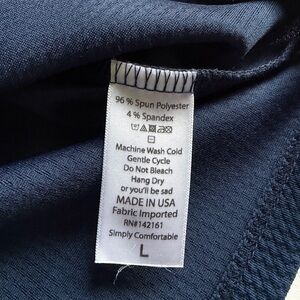 96 % Spun Polyester
4 % Spandex
Machine Wash Cold
Gentle Cycle
Do Not Bleach
Hang Dry
or you'll be sad
MADE IN USA
Fabric Imported
RN#142161
Simply Comfortable
L